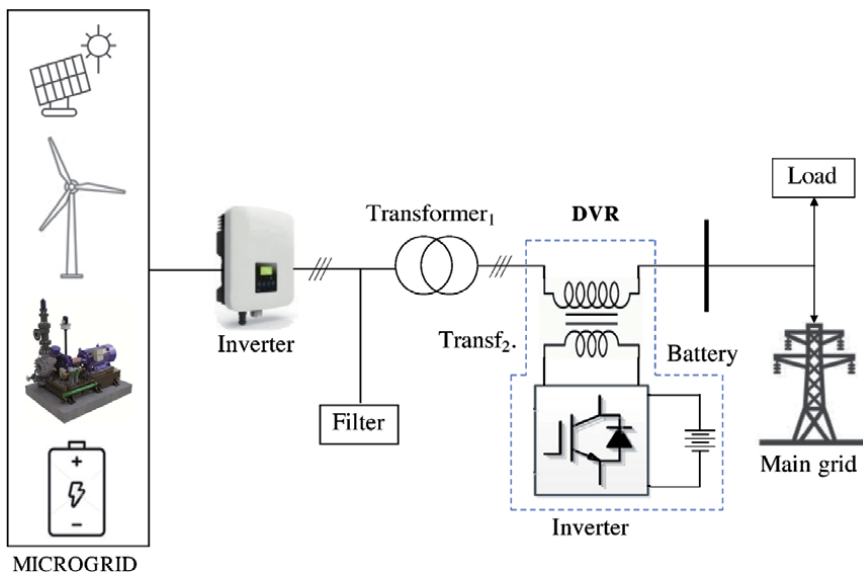 Load
Transformer₁
DVR
Inverter
Transf₂.
Battery
Filter
Main grid
Inverter
MICROGRID